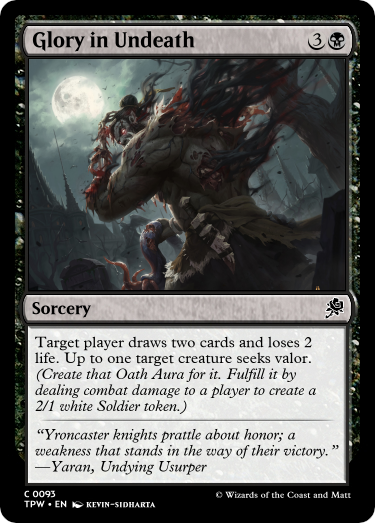 Glory in Undeath 3
Sorcery
Target player draws two cards and loses 2
life. Up to one target creature seeks valor.
(Create that Oath Aura for it. Fulfill it by
dealing combat damage to a player to create a
2/1 white Soldier token.)
“Yroncaster knights prattle about honor; a
weakness that stands in the way of their victory.”
—Yaran, Undying Usurper
C 0093
TPW • EN KEVIN-SIDHARTA
© Wizards of the Coast and Matt